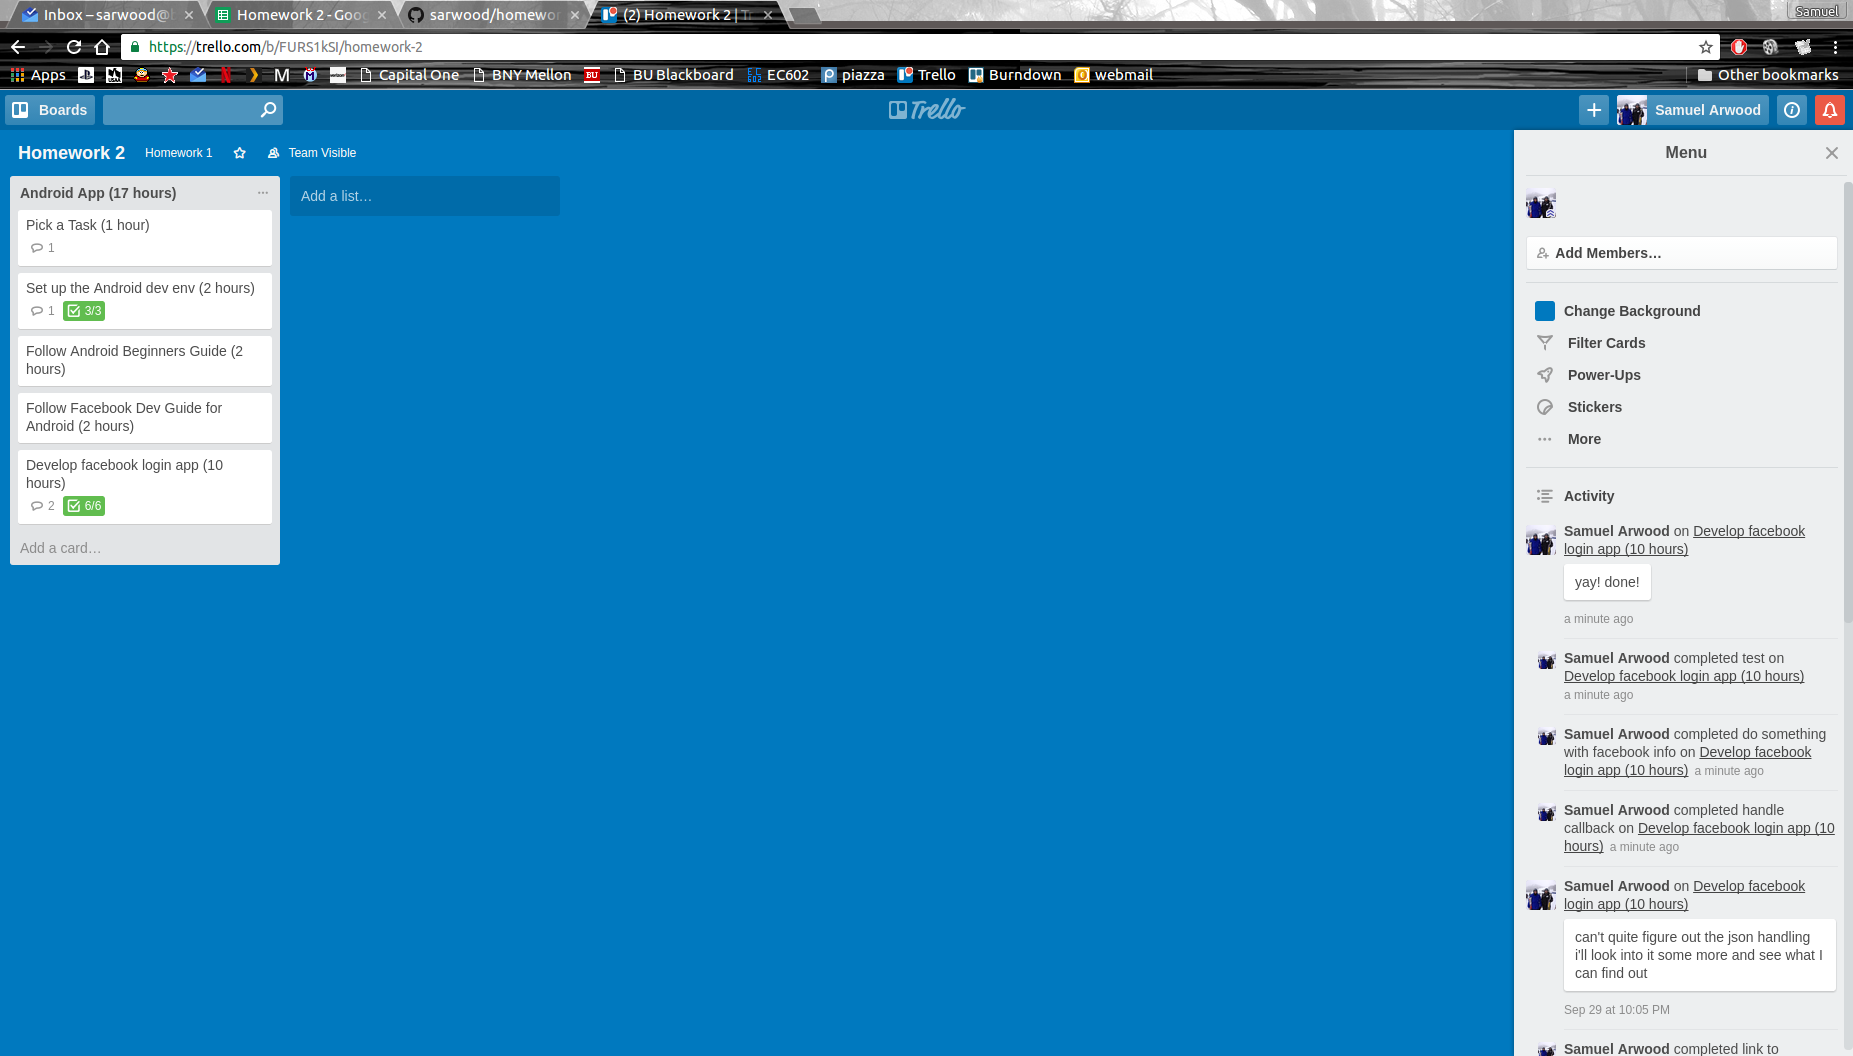 Inbox – sarwood@
Homework 2 - Goo
sarwood/homewor
(2) Homework 2 | T
Samuel
https://trello.com/b/FURS1kSI/homework-2
Apps
Capital One
BNY Mellon
BU
BU Blackboard
EC602
piazza
Trello
Burndown
webmail
Other bookmarks
Boards
Trello
Samuel Arwood
Homework 2
Homework 1
Team Visible
Android App (17 hours)
Pick a Task (1 hour)
1
Set up the Android dev env (2 hours)
1 3/3
Follow Android Beginners Guide (2
hours)
Follow Facebook Dev Guide for
Android (2 hours)
Develop facebook login app (10
hours)
2 6/6
Add a card…
Add a list…
Menu
Add Members…
Change Background
Filter Cards
Power-Ups
Stickers
More
Activity
Samuel Arwood on Develop facebook
login app (10 hours)
yay! done!
a minute ago
Samuel Arwood completed test on
Develop facebook login app (10 hours)
a minute ago
Samuel Arwood completed do something
with facebook info on Develop facebook
login app (10 hours) a minute ago
Samuel Arwood completed handle
callback on Develop facebook login app (10
hours) a minute ago
Samuel Arwood on Develop facebook
login app (10 hours)
can't quite figure out the json handling
i'll look into it some more and see what I
can find out
Sep 29 at 10:05 PM
Samuel Arwood completed link to